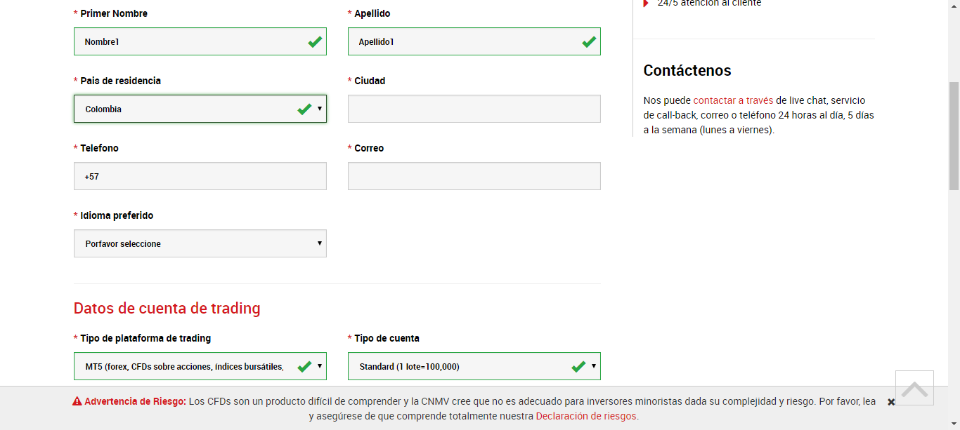 * Primer Nombre
* Apellido
24/5 atención al cliente
Nombre1
Apellido1
Contáctenos
* Pais de residencia
* Ciudad
Nos puede contactar a través de live chat, servicio
de call-back, correo o teléfono 24 horas al día, 5 días
a la semana (lunes a viernes).
Colombia
* Telefono
* Correo
+57
* Idioma preferido
Porfavor seleccione
Datos de cuenta de trading
* Tipo de plataforma de trading
* Tipo de cuenta
MT5 (forex, CFDs sobre acciones, índices bursátiles,
Standard (1 lote=100,000)
Advertencia de Riesgo: Los CFDs son un producto difícil de comprender y la CNMV cree que no es adecuado para inversores minoristas dada su complejidad y riesgo. Por favor, lea
y asegúrese de que comprende totalmente nuestra Declaración de riesgos.